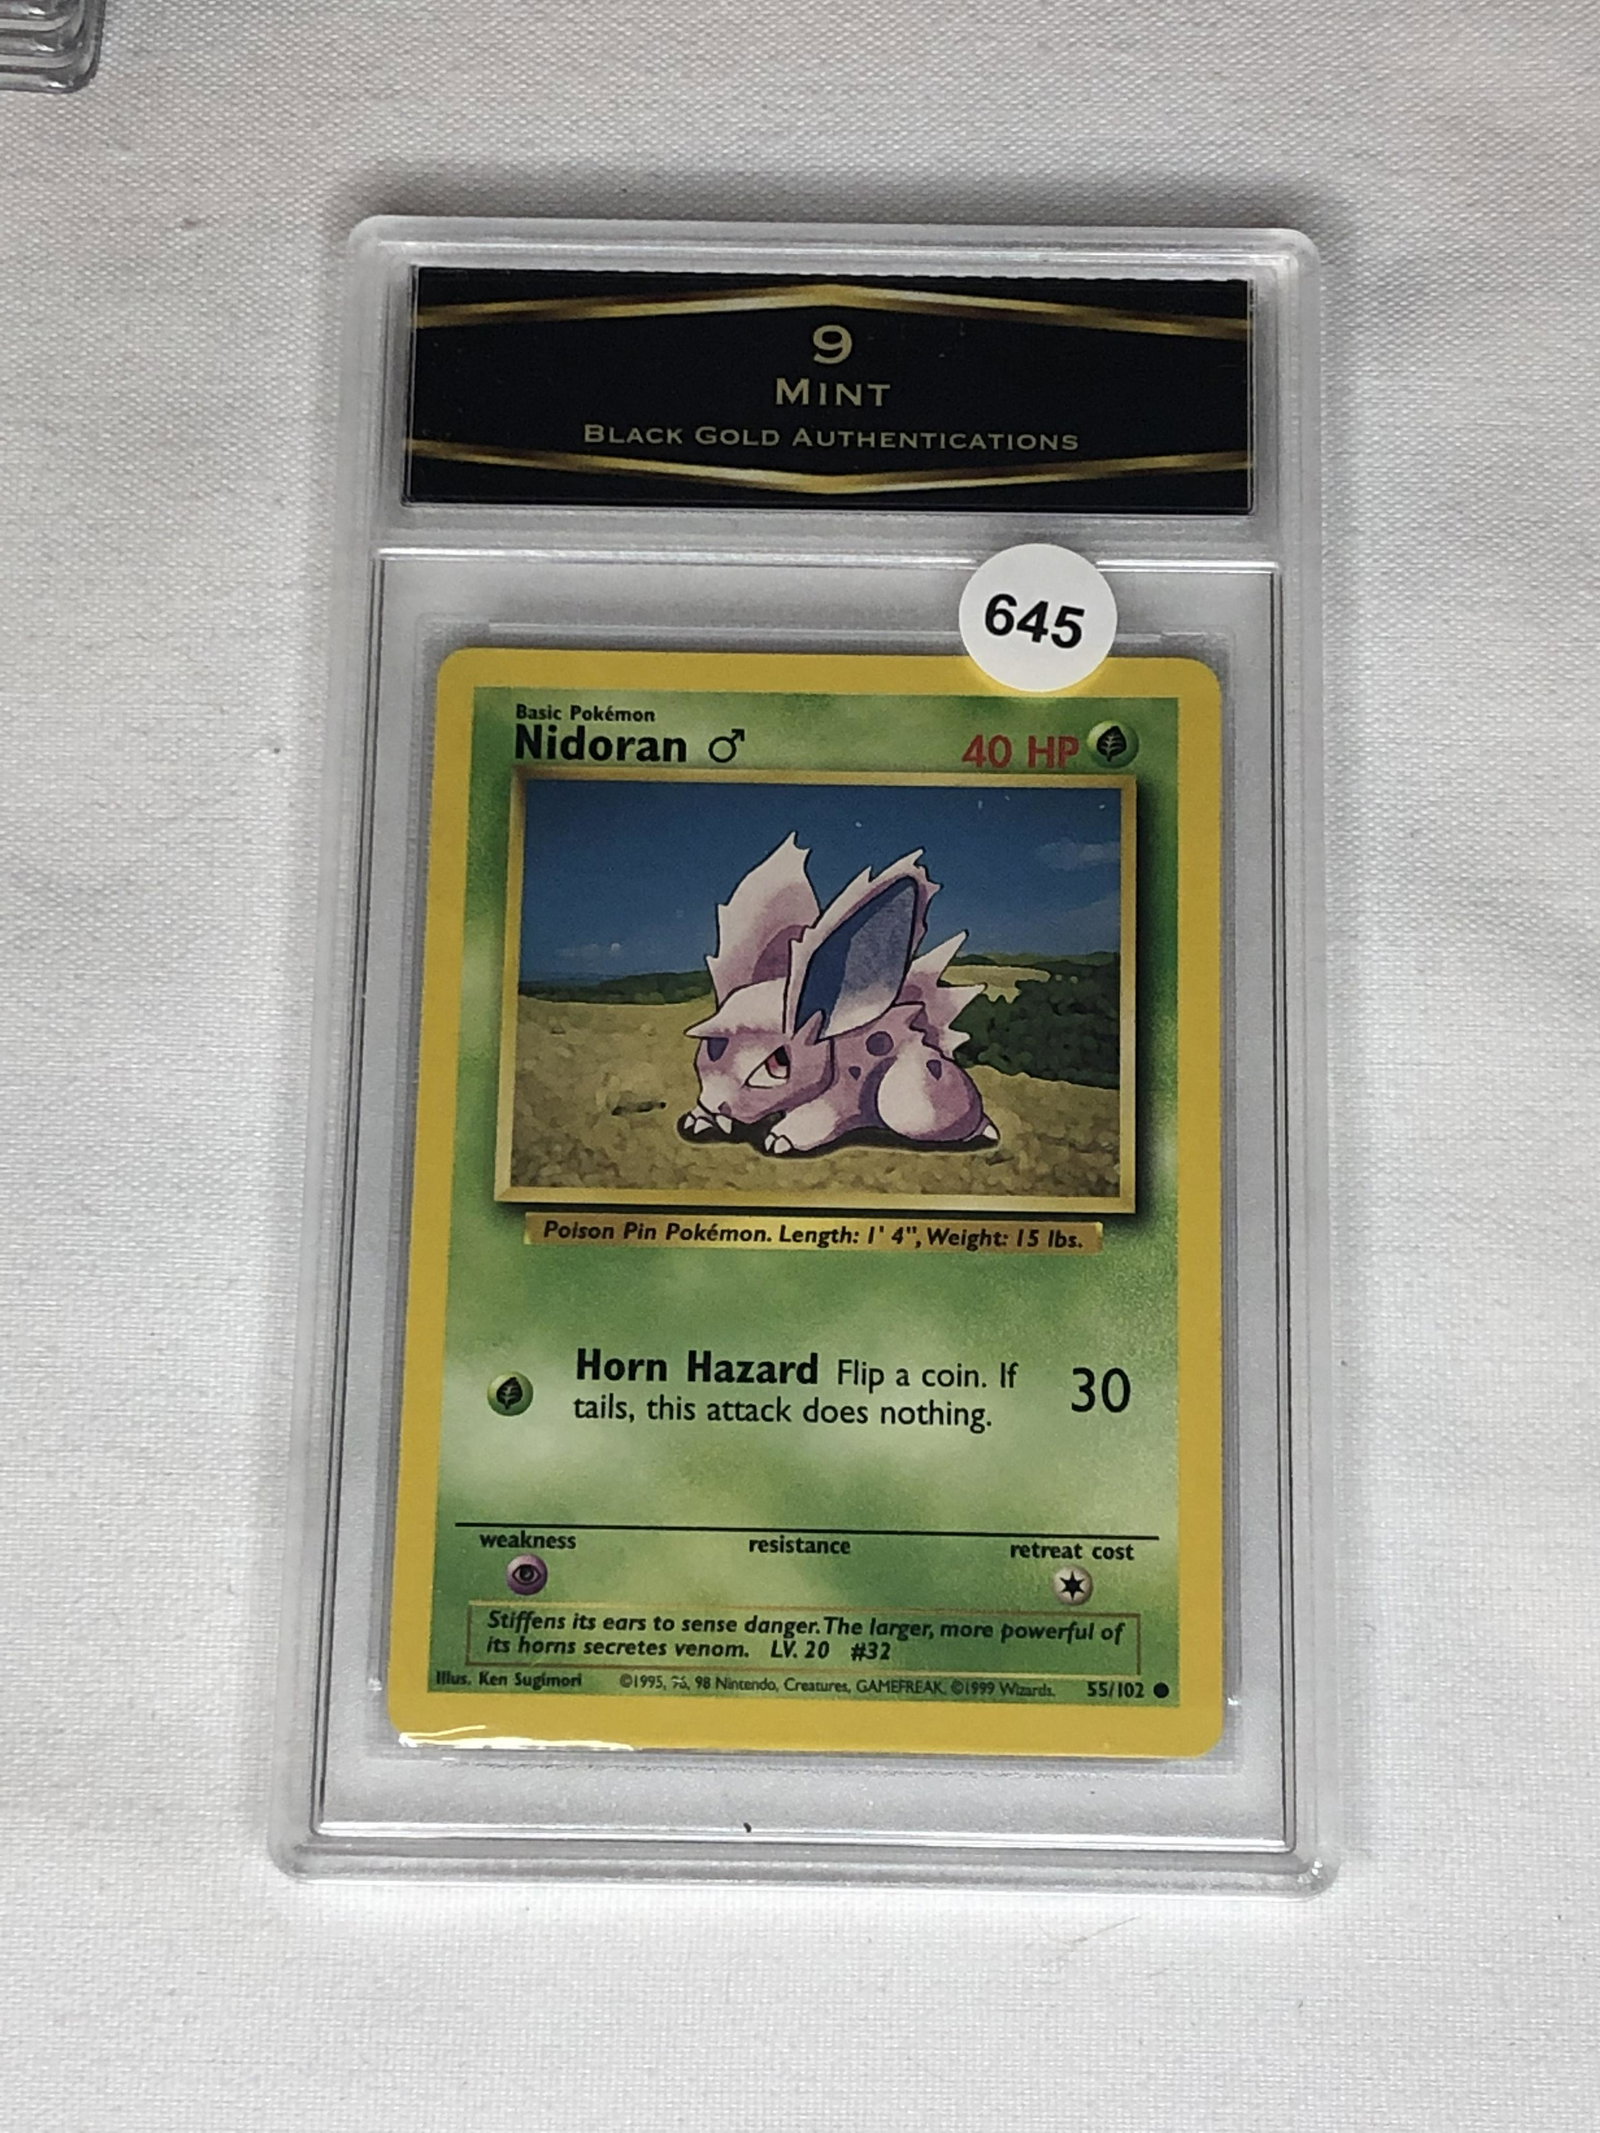 9
MINT
BLACK GOLD AUTHENTICATIONS
645
Basic Pokémon
Nidoran ♂ 40 HP
Poison Pin Pokémon. Length: 1' 4", Weight: 15 lbs.
Horn Hazard Flip a coin. If
tails, this attack does nothing.
30
weakness resistance retreat cost
Stiffens its ears to sense danger. The larger, more powerful of
its horns secretes venom. LV. 20 #32
Illus. Ken Sugimori ©1995, 96, 98 Nintendo, Creatures, GAMEFREAK. ©1999 Wizards. 55/102